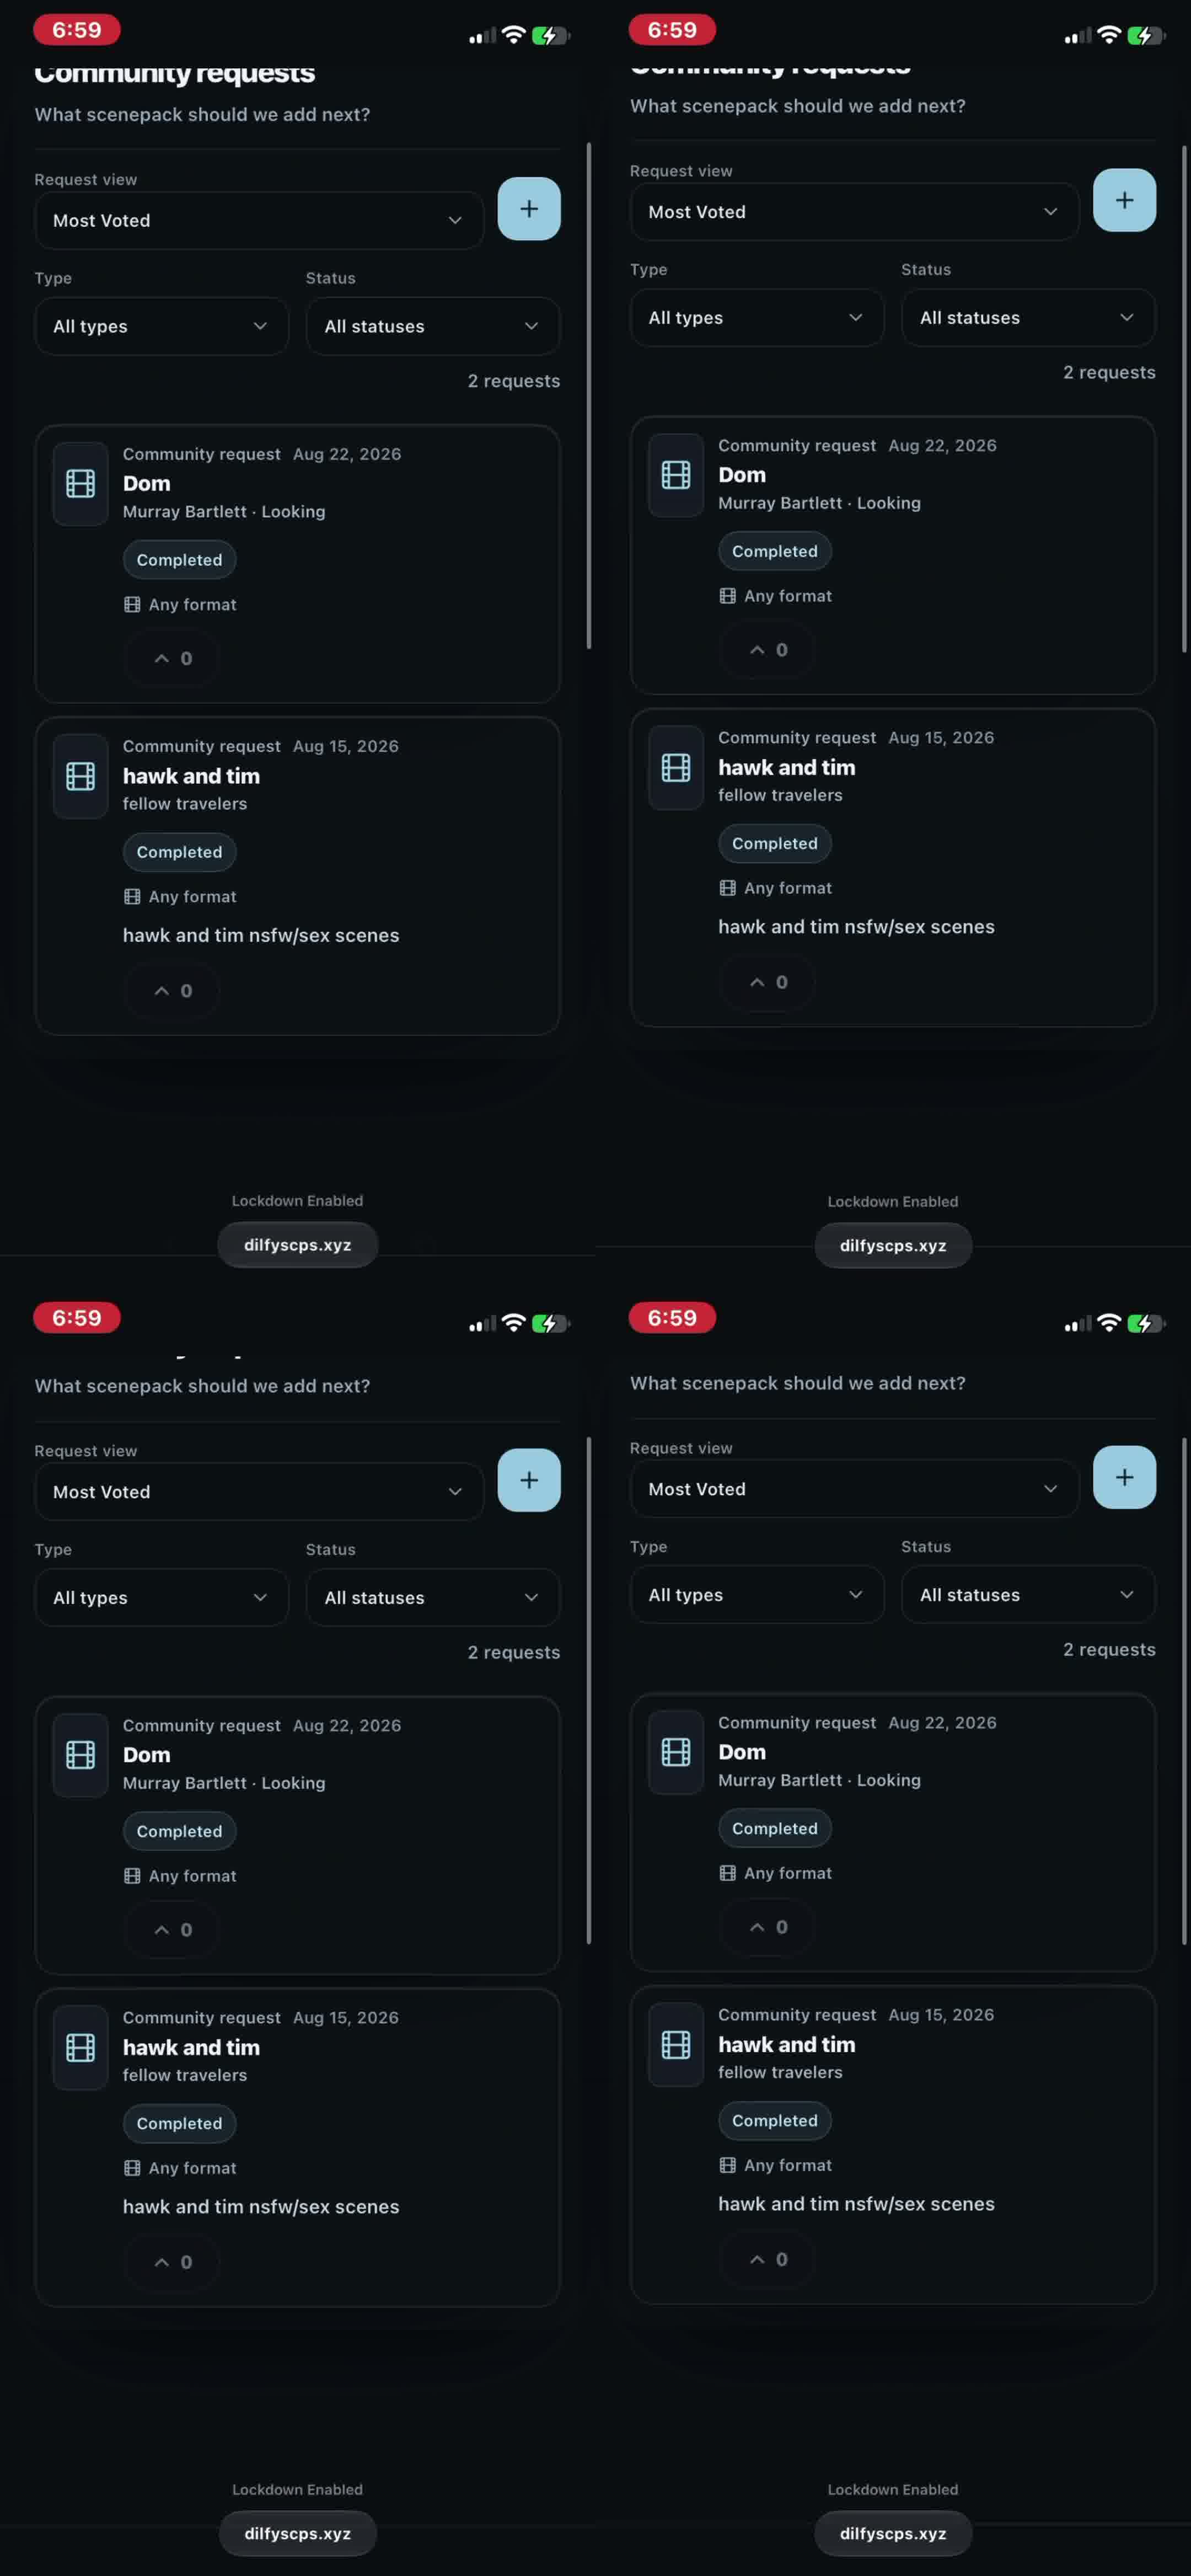 6:59
Community requests
What scenepack should we add next?
Request view
Most Voted
+
Type
Status
All types
All statuses
2 requests
Community request Aug 22, 2026
Dom
Murray Bartlett · Looking
Completed
Any format
0
Community request Aug 15, 2026
hawk and tim
fellow travelers
Completed
Any format
hawk and tim nsfw/sex scenes
0
Lockdown Enabled
dilfyscps.xyz
6:59
Community requests
What scenepack should we add next?
Request view
Most Voted
+
Type
Status
All types
All statuses
2 requests
Community request Aug 22, 2026
Dom
Murray Bartlett · Looking
Completed
Any format
0
Community request Aug 15, 2026
hawk and tim
fellow travelers
Completed
Any format
hawk and tim nsfw/sex scenes
0
Lockdown Enabled
dilfyscps.xyz
6:59
What scenepack should we add next?
Request view
Most Voted
+
Type
Status
All types
All statuses
2 requests
Community request Aug 22, 2026
Dom
Murray Bartlett · Looking
Completed
Any format
0
Community request Aug 15, 2026
hawk and tim
fellow travelers
Completed
Any format
hawk and tim nsfw/sex scenes
0
Lockdown Enabled
dilfyscps.xyz
6:59
What scenepack should we add next?
Request view
Most Voted
+
Type
Status
All types
All statuses
2 requests
Community request Aug 22, 2026
Dom
Murray Bartlett · Looking
Completed
Any format
0
Community request Aug 15, 2026
hawk and tim
fellow travelers
Completed
Any format
hawk and tim nsfw/sex scenes
0
Lockdown Enabled
dilfyscps.xyz